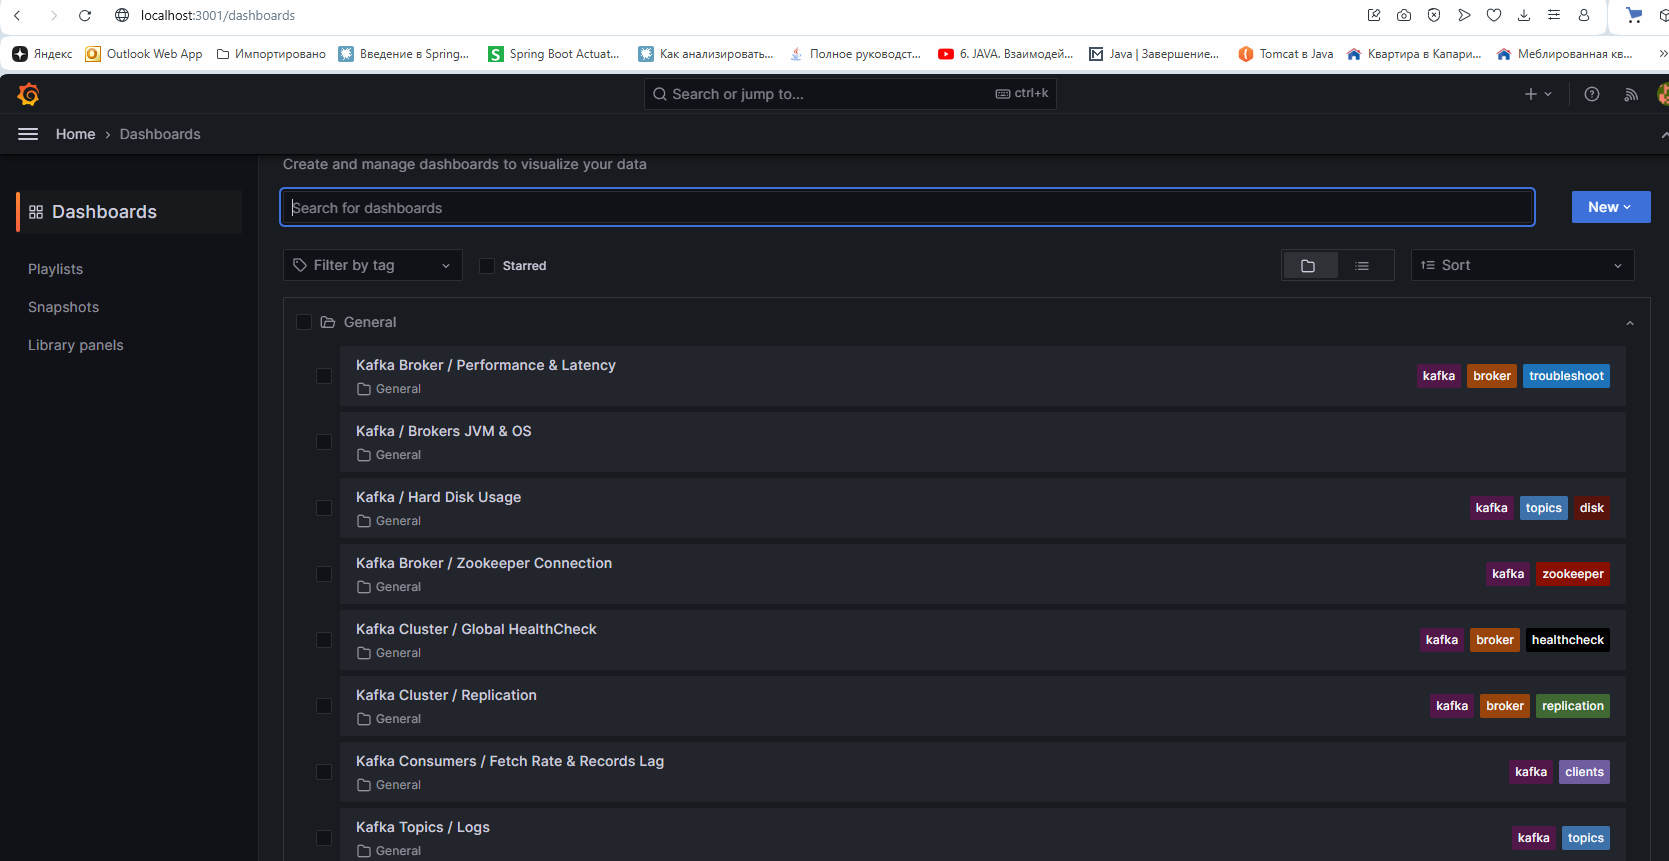 localhost:3001/dashboards
Яндекс Outlook Web App Импортировано Введение в Spring... Spring Boot Actuat... Как анализировать... Полное руководст... 6. JAVA. Взаимодей... Java | Завершение... Tomcat в Java Квартира в Капари... Меблированная кв... »
Search or jump to... ctrl+k
Home › Dashboards
Create and manage dashboards to visualize your data
Dashboards
Playlists
Snapshots
Library panels
Search for dashboards New
Filter by tag Starred Sort
General
Kafka Broker / Performance & Latency
General
kafka broker troubleshoot
Kafka / Brokers JVM & OS
General
Kafka / Hard Disk Usage
General
kafka topics disk
Kafka Broker / Zookeeper Connection
General
kafka zookeeper
Kafka Cluster / Global HealthCheck
General
kafka broker healthcheck
Kafka Cluster / Replication
General
kafka broker replication
Kafka Consumers / Fetch Rate & Records Lag
General
kafka clients
Kafka Topics / Logs
General
kafka topics